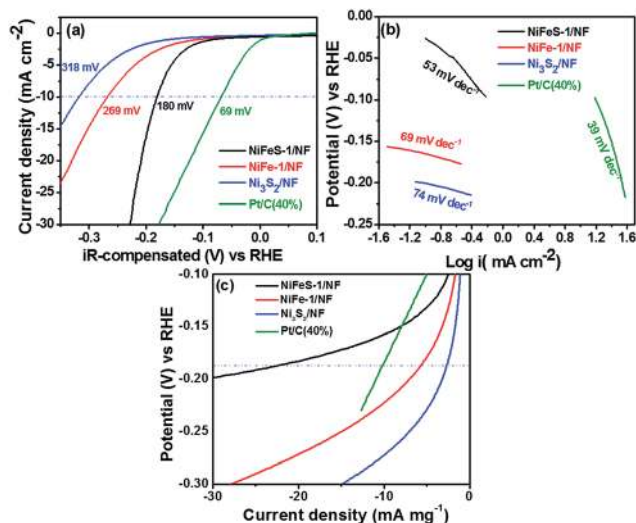 (a)
Current density (mA cm⁻²)
0
-5
-10
-15
-20
-25
-30
318 mV
269 mV
180 mV
69 mV
NiFeS-1/NF
NiFe-1/NF
Ni₃S₂/NF
Pt/C(40%)
-0.3
-0.2
-0.1
0.0
0.1
iR-compensated (V) vs RHE
(b)
Potential (V) vs RHE
0.00
-0.05
-0.10
-0.15
-0.20
-0.25
NiFeS-1/NF
NiFe-1/NF
Ni₃S₂/NF
Pt/C(40%)
53 mV dec⁻¹
69 mV dec⁻¹
74 mV dec⁻¹
39 mV dec⁻¹
-1.6
-1.2
-0.8
-0.4
0.0
0.4
0.8
1.2
1.6
Log i( mA cm⁻²)
(c)
Potential (V) vs RHE
-0.10
-0.15
-0.20
-0.25
-0.30
NiFeS-1/NF
NiFe-1/NF
Ni₃S₂/NF
Pt/C(40%)
-30
-20
-10
0
Current density (mA mg⁻¹)